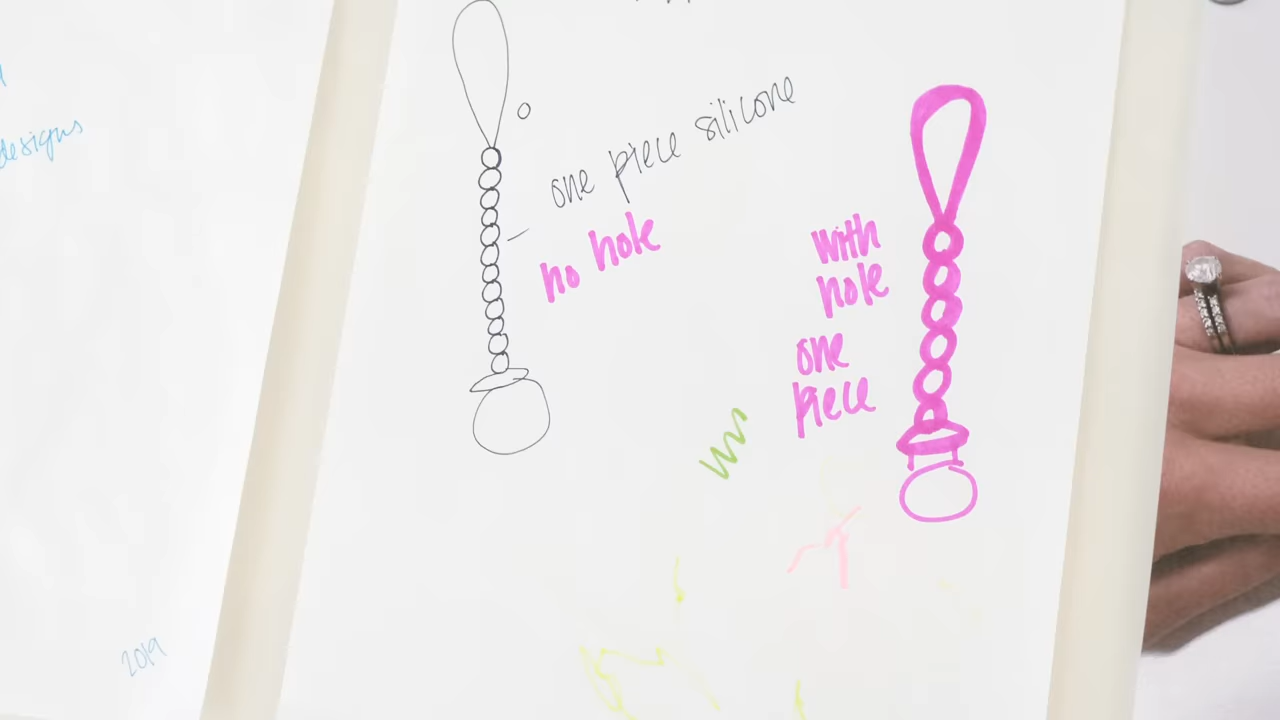 designs
2019
one piece silicone
no hole
with
hole
one
piece